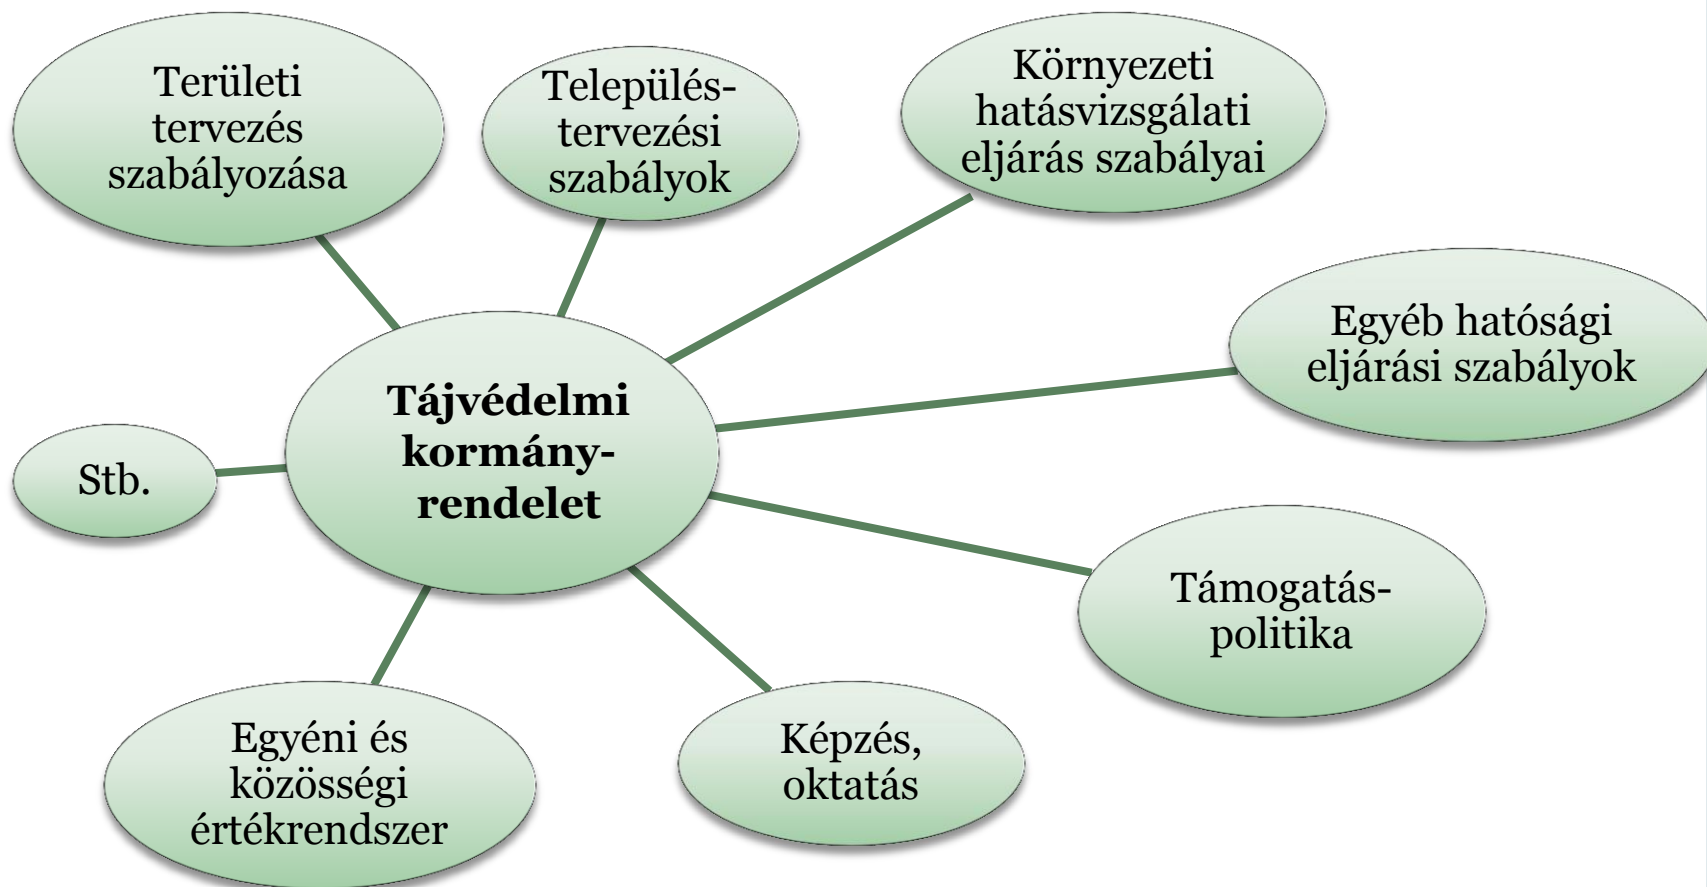 Területi
tervezés
szabályozása
Település-
tervezési
szabályok
Környezeti
hatásvizsgálati
eljárás szabályai
Egyéb hatósági
eljárási szabályok
Tájvédelmi
kormány-
rendelet
Stb.
Támogatás-
politika
Egyéni és
közösségi
értékrendszer
Képzés,
oktatás